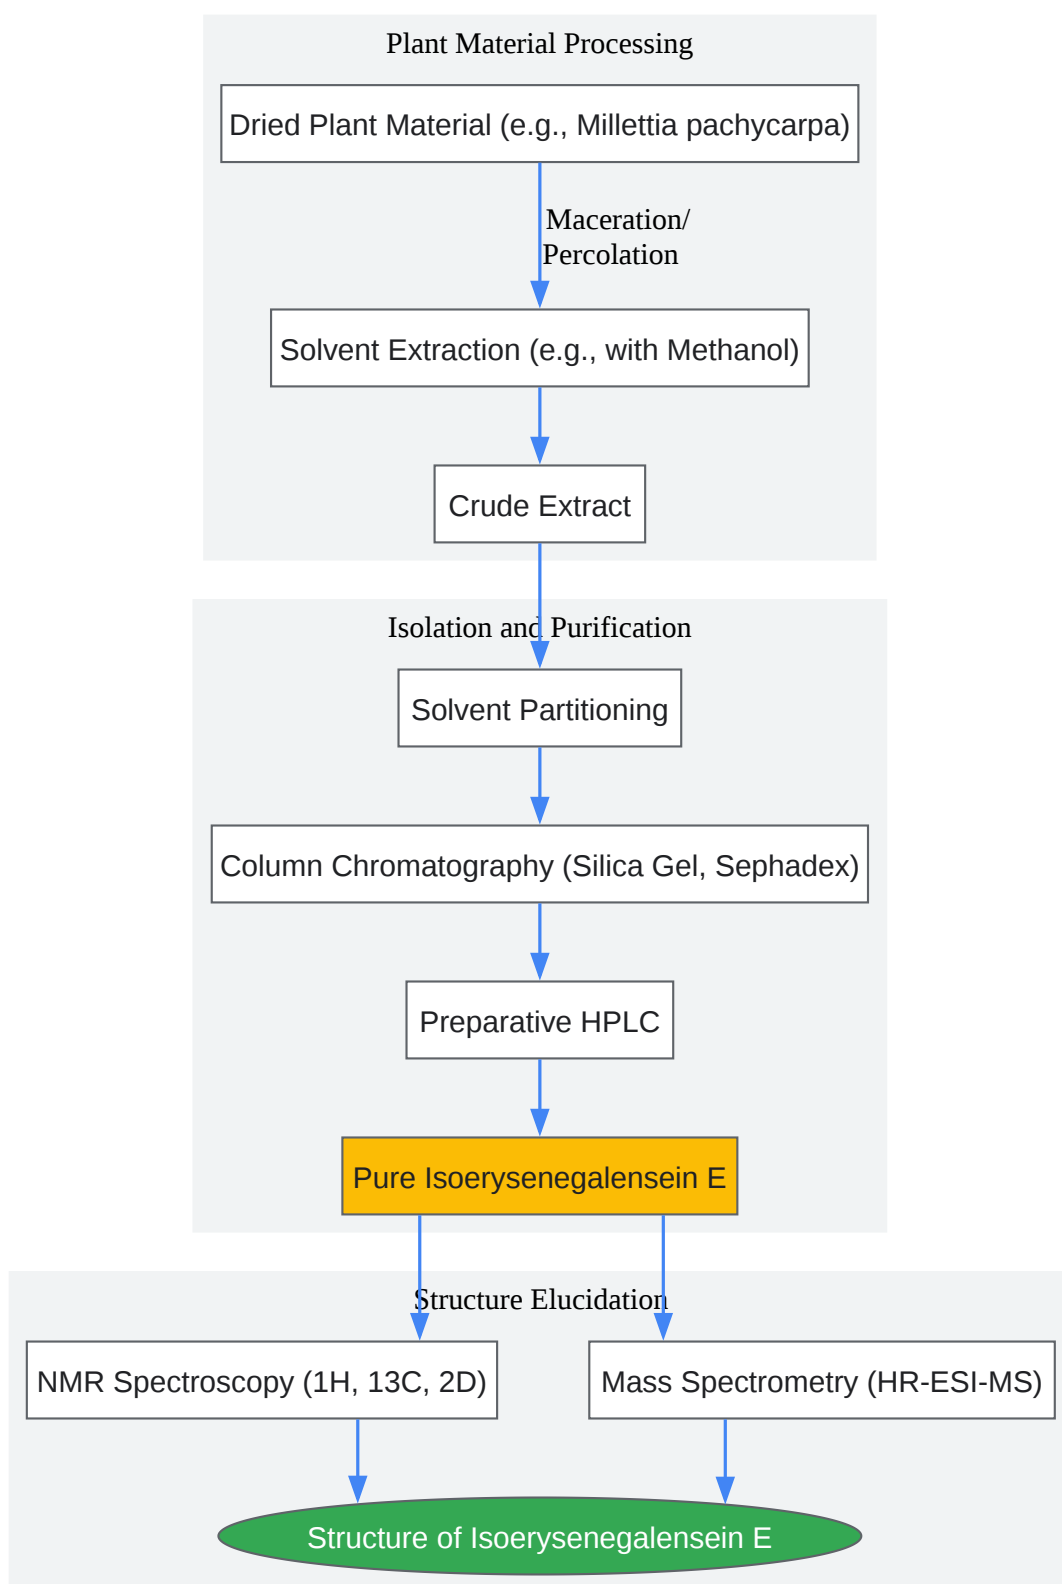 Plant Material Processing
Dried Plant Material (e.g., Millettia pachycarpa)
Maceration/
Percolation
Solvent Extraction (e.g., with Methanol)
Crude Extract
Isolation and Purification
Solvent Partitioning
Column Chromatography (Silica Gel, Sephadex)
Preparative HPLC
Pure Isoerysenegalensein E
Structure Elucidation
NMR Spectroscopy (1H, 13C, 2D)
Mass Spectrometry (HR-ESI-MS)
Structure of Isoerysenegalensein E